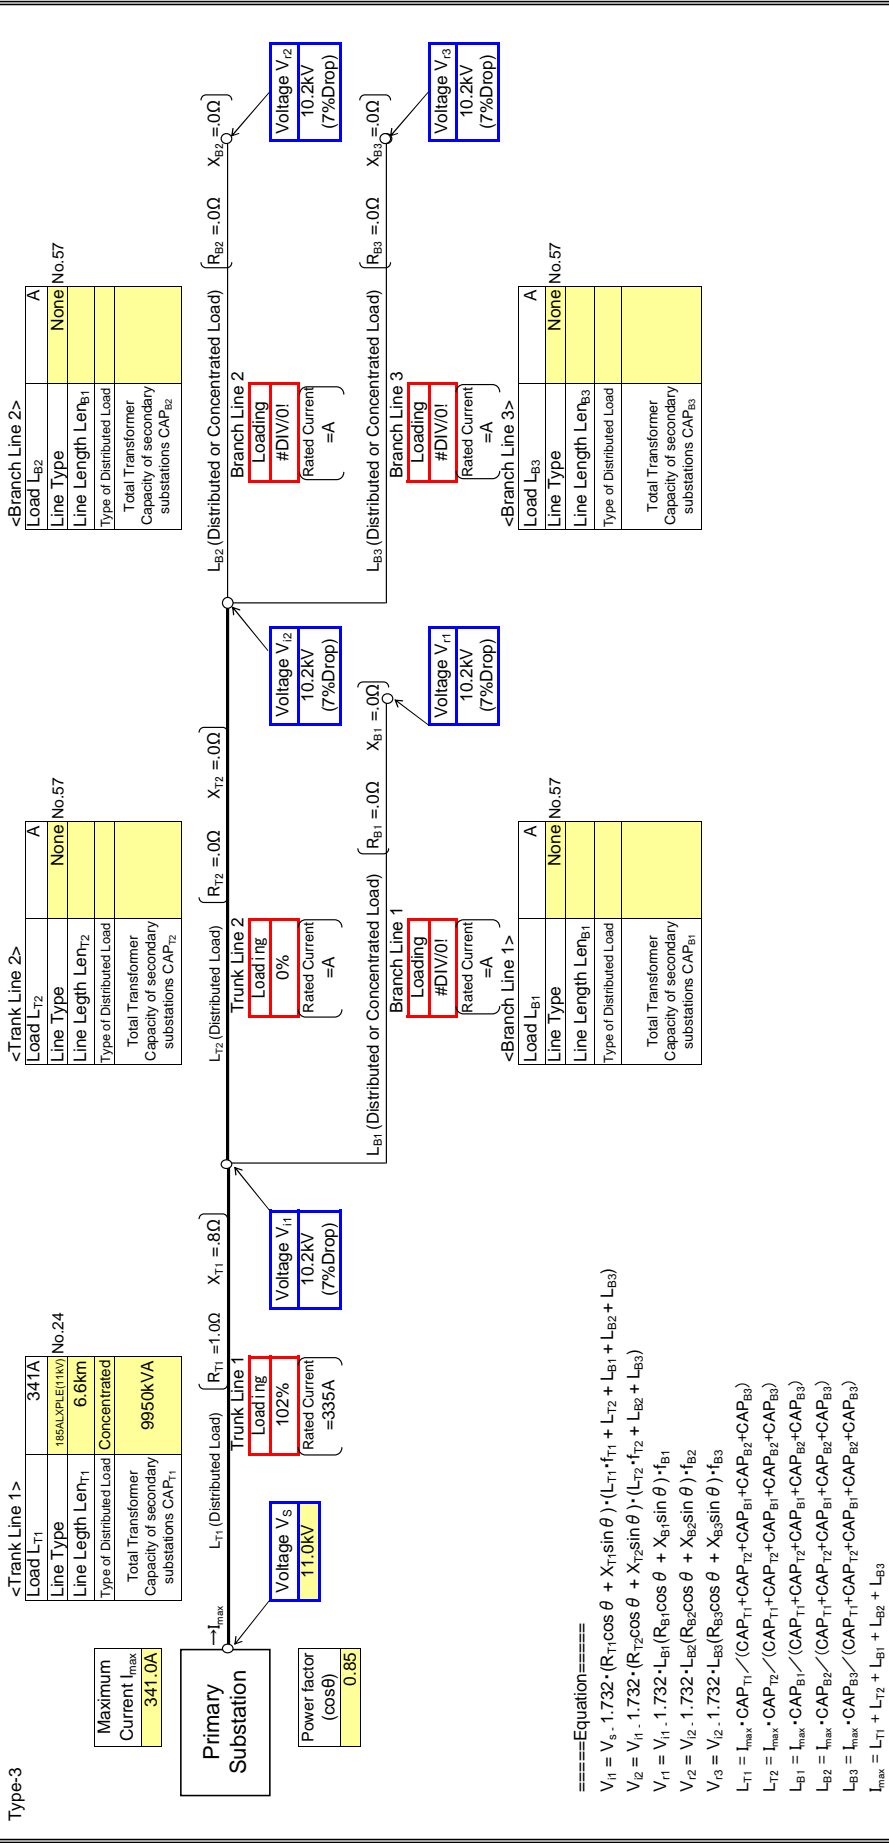 Type-3
<Trank Line 1>
Load LT1 341A
Line Type 185ALXPLE(11kV) No.24
Line Legth LenT1 6.6km
Type of Distributed Load Concentrated
Total Transformer
Capacity of secondary
substations CAPT1
9950kVA
<Trank Line 2>
Load LT2 A
Line Type None No.57
Line Legth LenT2
Type of Distributed Load
Total Transformer
Capacity of secondary
substations CAPT2
<Branch Line 2>
Load LB2 A
Line Type None No.57
Line Length LenB1
Type of Distributed Load
Total Transformer
Capacity of secondary
substations CAPB2
Maximum
Current Imax
341.0A
Primary
Substation
→Imax
Power factor
(cosθ)
0.85
Voltage VS
11.0kV
LT1 (Distributed Load)
RT1 =1.0Ω XT1 =.8Ω
Trunk Line 1
Loading
102%
Rated Current
=335A
Voltage Vi1
10.2kV
(7%Drop)
LT2 (Distributed Load)
RT2 =.0Ω XT2 =.0Ω
Trunk Line 2
Loading
0%
Rated Current
=A
Voltage Vi2
10.2kV
(7%Drop)
LB2 (Distributed or Concentrated Load)
RB2 =.0Ω XB2 =.0Ω
Branch Line 2
Loading
#DIV/0!
Rated Current
=A
Voltage Vr2
10.2kV
(7%Drop)
LB1 (Distributed or Concentrated Load)
RB1 =.0Ω XB1 =.0Ω
Branch Line 1
Loading
#DIV/0!
Rated Current
=A
Voltage Vr1
10.2kV
(7%Drop)
LB3 (Distributed or Concentrated Load)
RB3 =.0Ω XB3 =.0Ω
Branch Line 3
Loading
#DIV/0!
Rated Current
=A
Voltage Vr3
10.2kV
(7%Drop)
<Branch Line 1>
Load LB1 A
Line Type None No.57
Line Length LenB1
Type of Distributed Load
Total Transformer
Capacity of secondary
substations CAPB1
<Branch Line 3>
Load LB3 A
Line Type None No.57
Line Length LenB3
Type of Distributed Load
Total Transformer
Capacity of secondary
substations CAPB3
=====Equation=====
Vi1 = Vs - 1.732・(RT1cosθ + XT1sinθ)・(LT1・fT1 + LT2 + LB1 + LB2 + LB3)
Vi2 = Vi1 - 1.732・(RT2cosθ + XT2sinθ)・(LT2・fT2 + LB2 + LB3)
Vr1 = Vi1 - 1.732・LB1(RB1cosθ + XB1sinθ)・fB1
Vr2 = Vi2 - 1.732・LB2(RB2cosθ + XB2sinθ)・fB2
Vr3 = Vi2 - 1.732・LB3(RB3cosθ + XB3sinθ)・fB3
LT1 = Imax・CAPT1／(CAPT1+CAPT2+CAPB1+CAPB2+CAPB3)
LT2 = Imax・CAPT2／(CAPT1+CAPT2+CAPB1+CAPB2+CAPB3)
LB1 = Imax・CAPB1／(CAPT1+CAPT2+CAPB1+CAPB2+CAPB3)
LB2 = Imax・CAPB2／(CAPT1+CAPT2+CAPB1+CAPB2+CAPB3)
LB3 = Imax・CAPB3／(CAPT1+CAPT2+CAPB1+CAPB2+CAPB3)
Imax = LT1 + LT2 + LB1 + LB2 + LB3